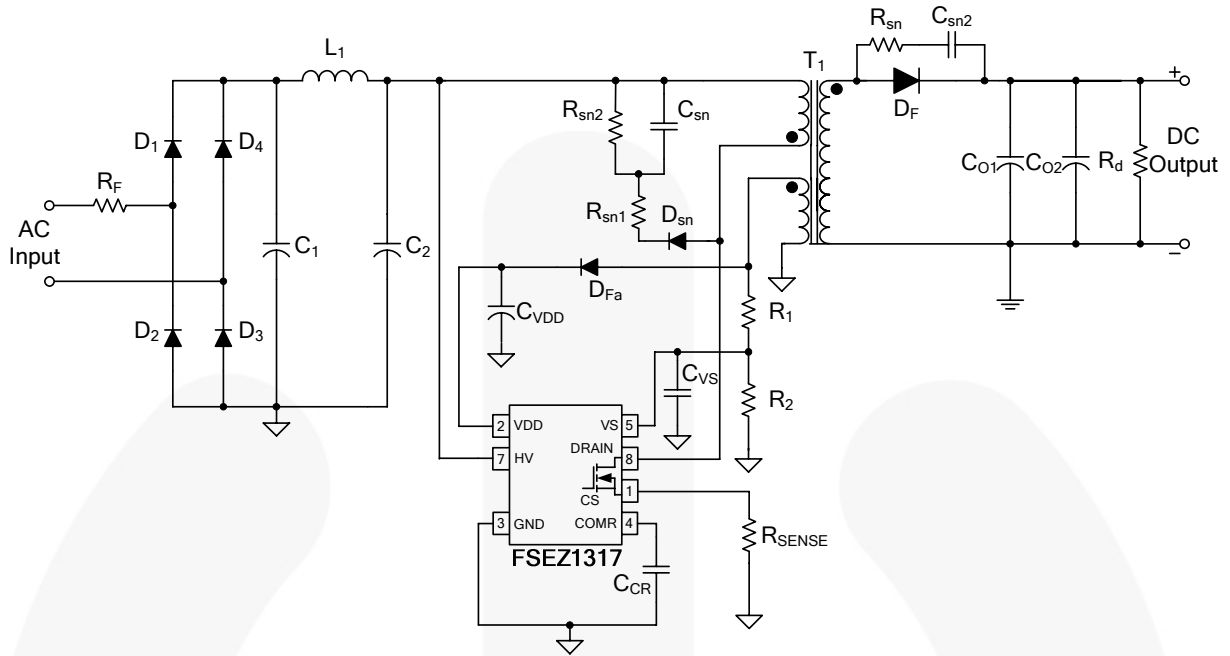 L1
T1
Rsn
Csn2
DF
+
Rsn2
Csn
D1
D4
RF
AC
Input
C1
C2
Rsn1
Dsn
CO1
CO2
Rd
DC
Output
−
DFa
CVDD
R1
D2
D3
CVS
R2
2
VDD
VS
5
7
HV
DRAIN
8
CS
1
3
GND
COMR
4
FSEZ1317
RSENSE
CCR